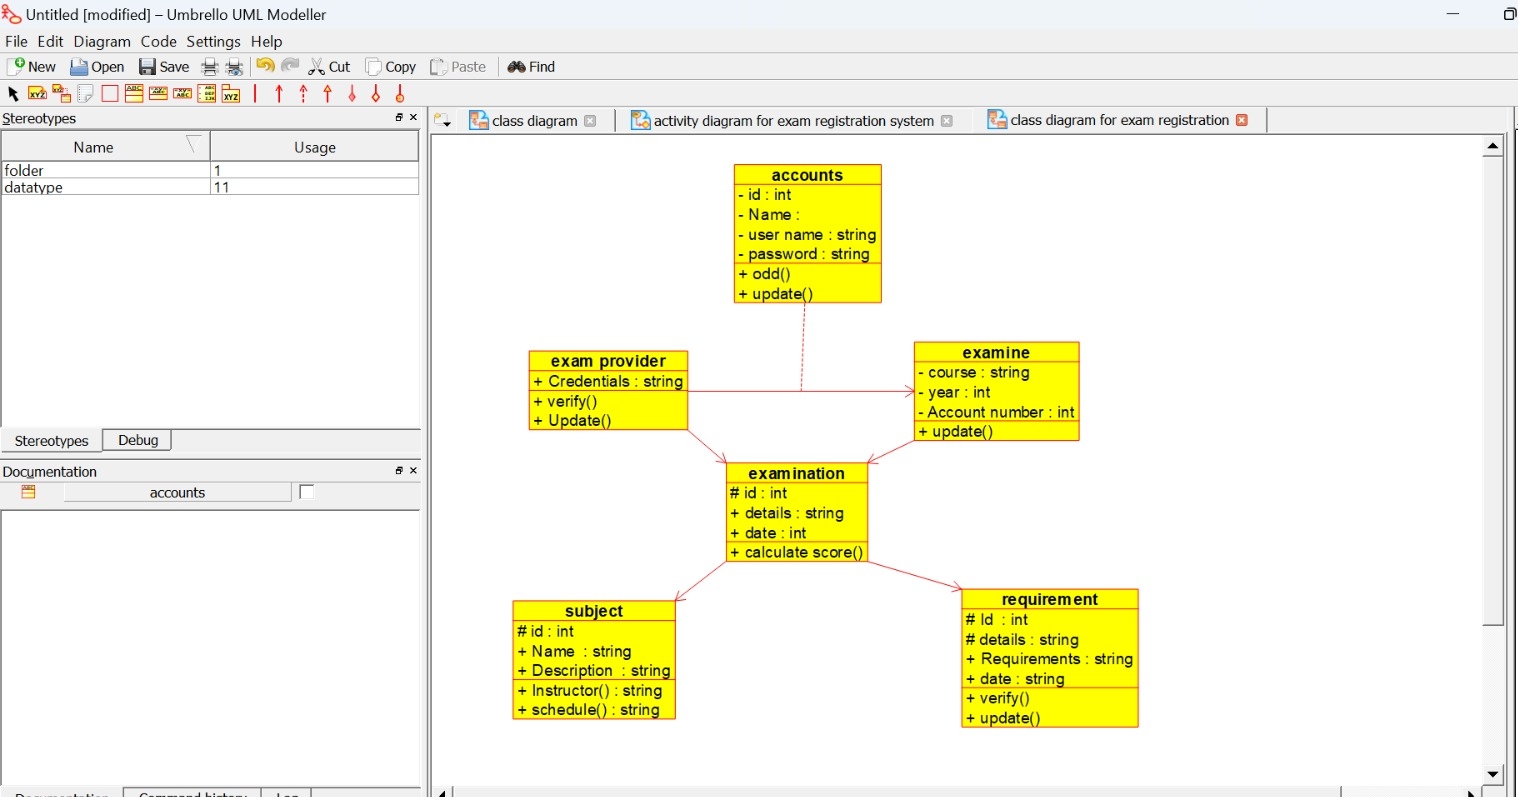 Untitled [modified] – Umbrello UML Modeller
File Edit Diagram Code Settings Help
New Open Save Cut Copy Paste Find
Stereotypes
class diagram
activity diagram for exam registration system
class diagram for exam registration
Name Usage
folder 1
datatype 11
Stereotypes Debug
Documentation
accounts
accounts
- id : int
- Name :
- user name : string
- password : string
+ odd()
+ update()
exam provider
+ Credentials : string
+ verify()
+ Update()
examine
- course : string
- year : int
- Account number : int
+ update()
examination
# id : int
+ details : string
+ date : int
+ calculate score()
subject
# id : int
+ Name : string
+ Description : string
+ Instructor() : string
+ schedule() : string
requirement
# Id : int
# details : string
+ Requirements : string
+ date : string
+ verify()
+ update()
Documentation Command history Log